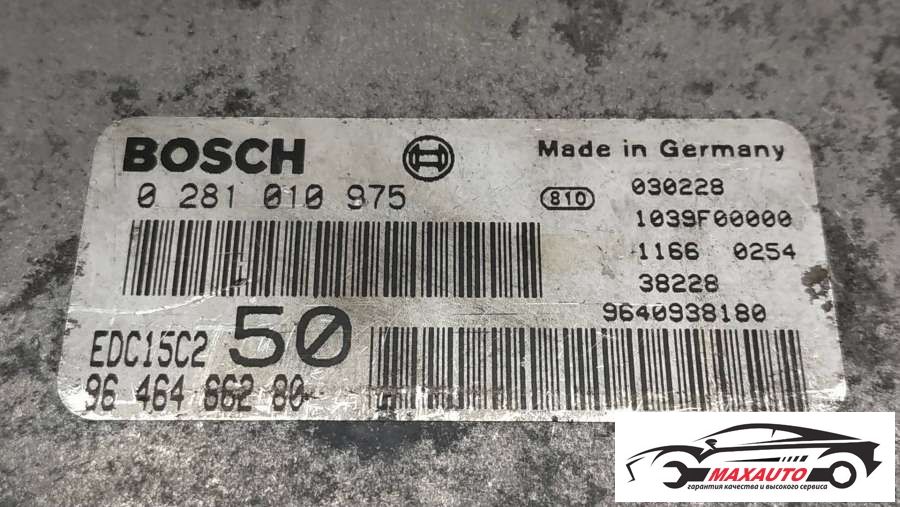 BOSCH
Made in Germany
0 281 010 975
810
030228
1039F00000
1166 0254
38228
9640938180
EDC15C2 50
96 464 662 80
MAXAUTO
гарантия качества и высокого сервиса